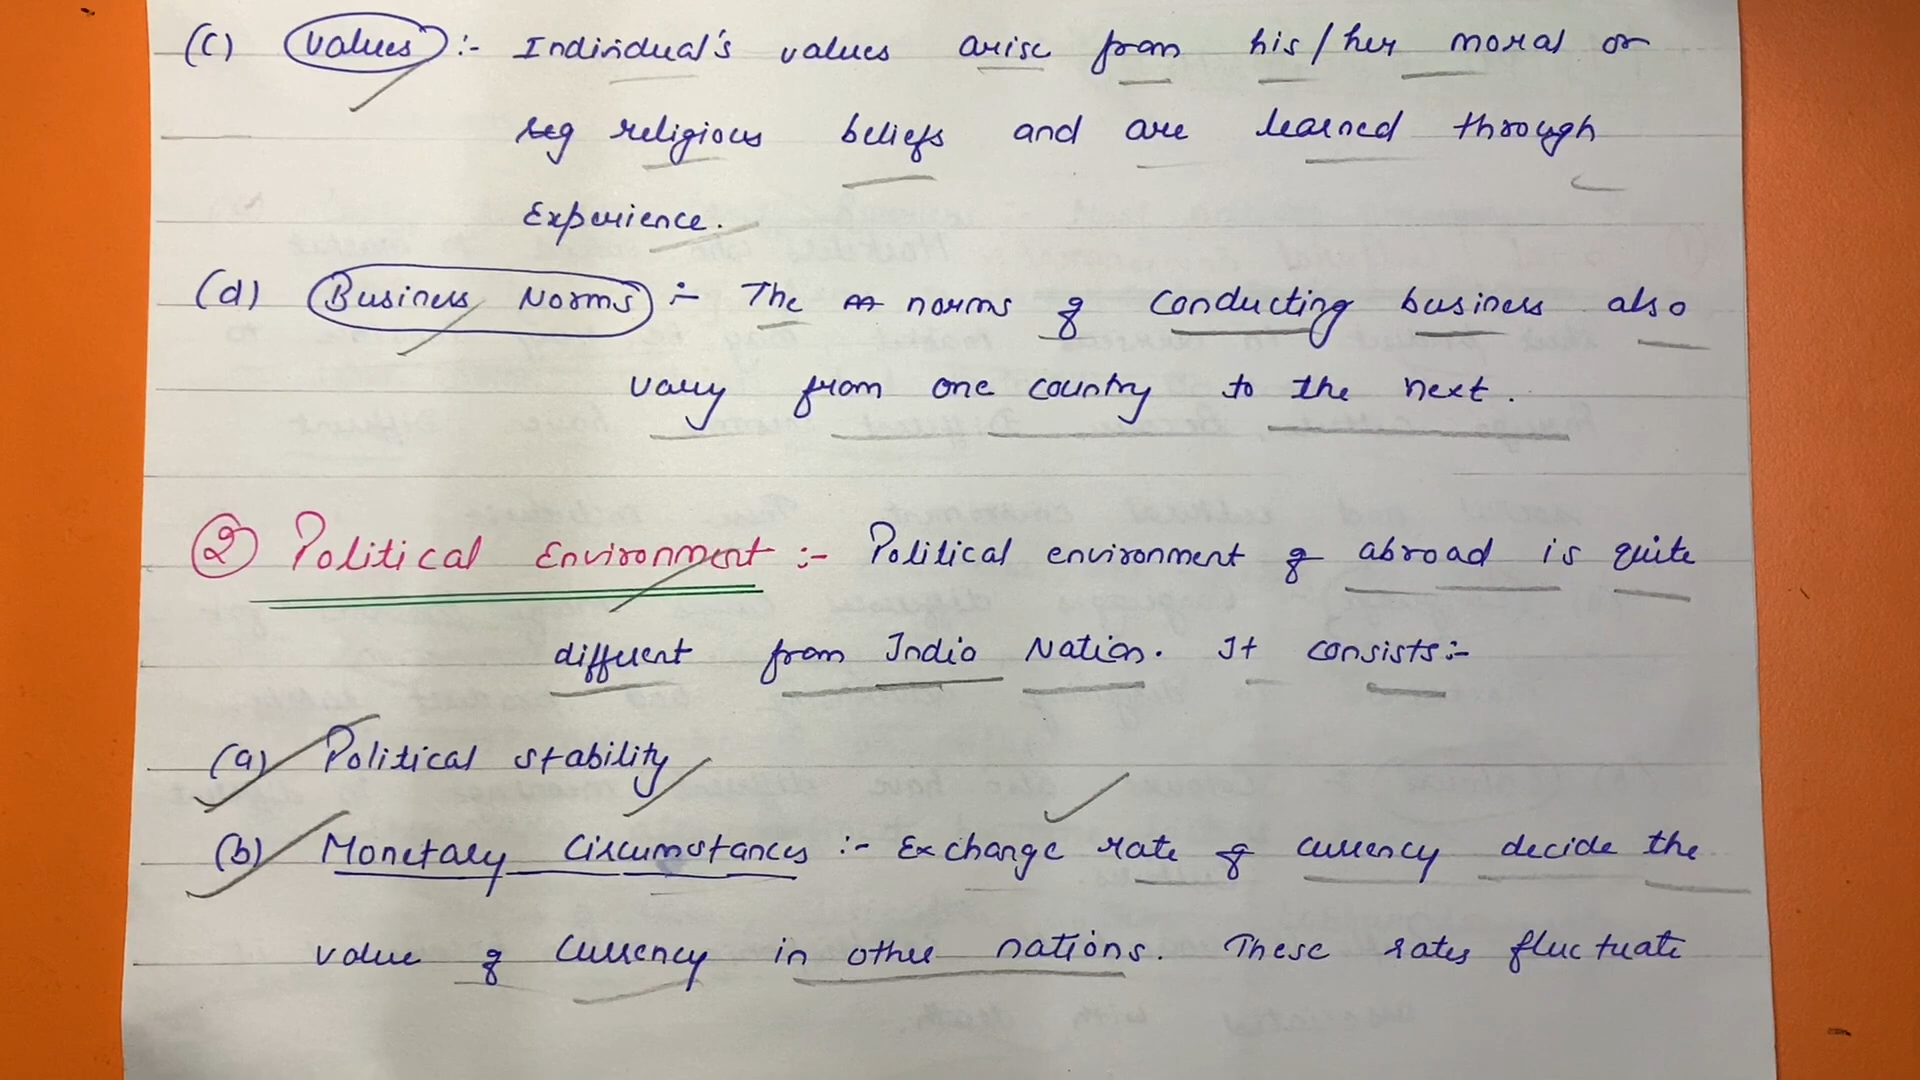 (c) Values :- Individual's values arise from his/her moral or
reg religious beliefs and are learned through
Experience.
(d) Business Norms :- The norms of conducting business also
vary from one country to the next.
② Political Environment :- Political environment of abroad is quite
different from India Nation. It consists:-
(a) Political stability
(b) Monetary Circumstances :- Exchange rate of currency decide the
value of currency in other nations. These rates fluctuate